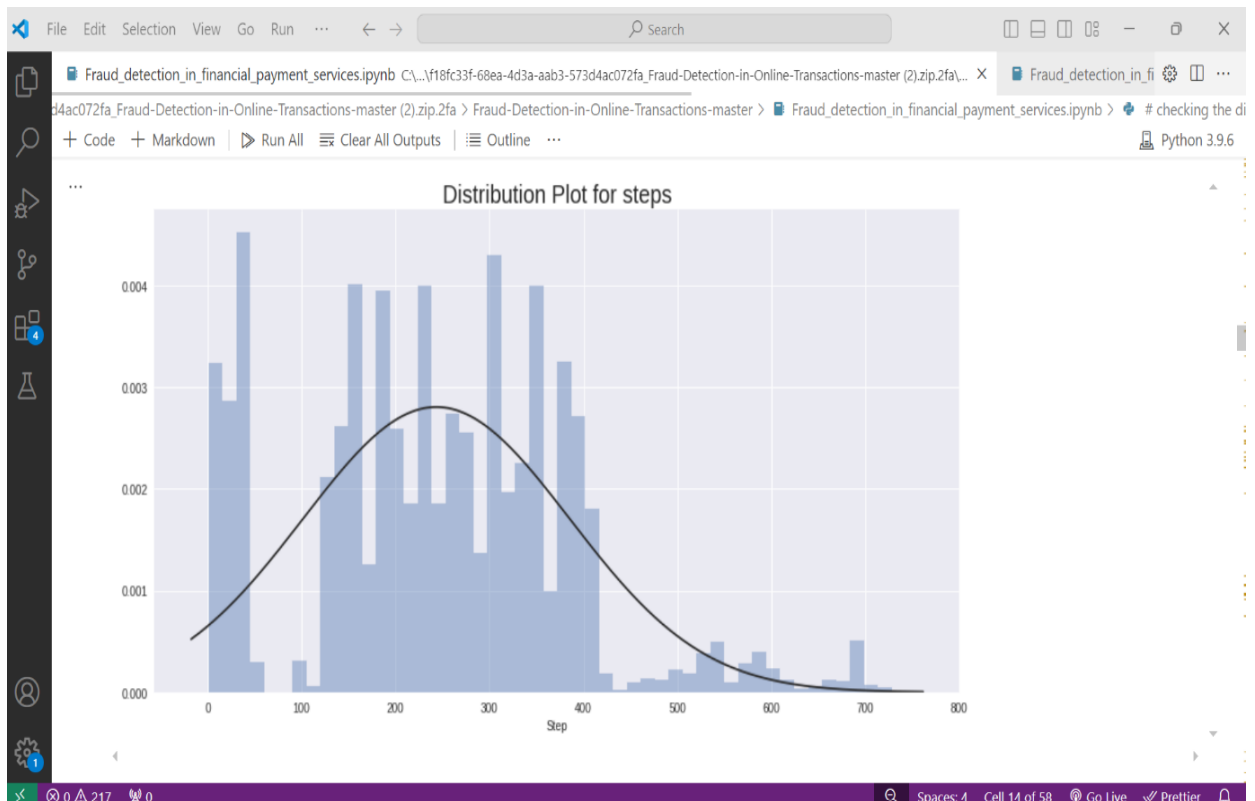 File Edit Selection View Go Run ··· ← → Search
Fraud_detection_in_financial_payment_services.ipynb C:\...\f18fc33f-68ea-4d3a-aab3-573d4ac072fa_Fraud-Detection-in-Online-Transactions-master (2).zip.2fa\... × Fraud_detection_in_fi ···
d4ac072fa_Fraud-Detection-in-Online-Transactions-master (2).zip.2fa > Fraud-Detection-in-Online-Transactions-master > Fraud_detection_in_financial_payment_services.ipynb > # checking the di
+ Code + Markdown Run All Clear All Outputs Outline ··· Python 3.9.6
...
Distribution Plot for steps
0.004
0.003
0.002
0.001
0.000
0 100 200 300 400 500 600 700 800
Step
4
1
0 217 0 Spaces: 4 Cell 14 of 58 Go Live Prettier